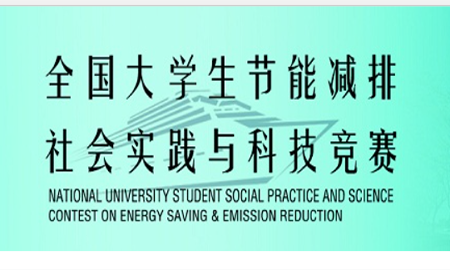 全国大学生节能减排
社会实践与科技竞赛
NATIONAL UNIVERSITY STUDENT SOCIAL PRACTICE AND SCIENCE
CONTEST ON ENERGY SAVING & EMISSION REDUCTION